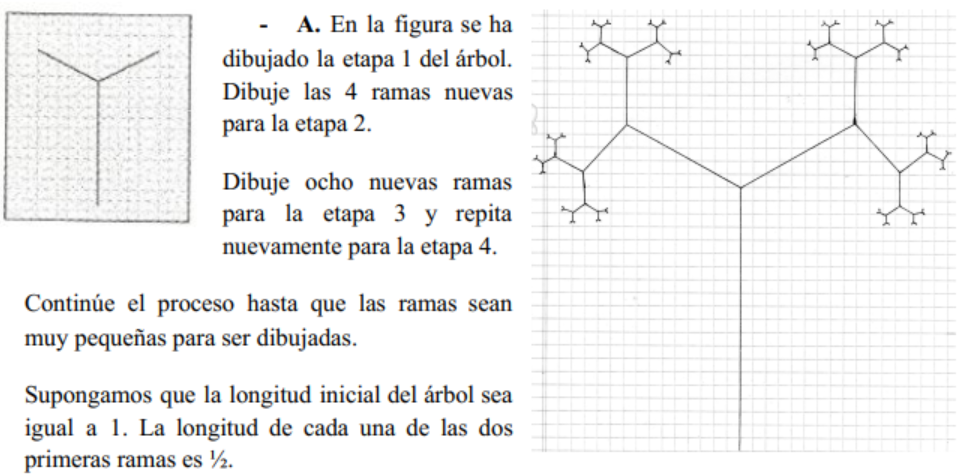 - A. En la figura se ha
dibujado la etapa 1 del árbol.
Dibuje las 4 ramas nuevas
para la etapa 2.
Dibuje ocho nuevas ramas
para la etapa 3 y repita
nuevamente para la etapa 4.
Continúe el proceso hasta que las ramas sean
muy pequeñas para ser dibujadas.
Supongamos que la longitud inicial del árbol sea
igual a 1. La longitud de cada una de las dos
primeras ramas es ½.